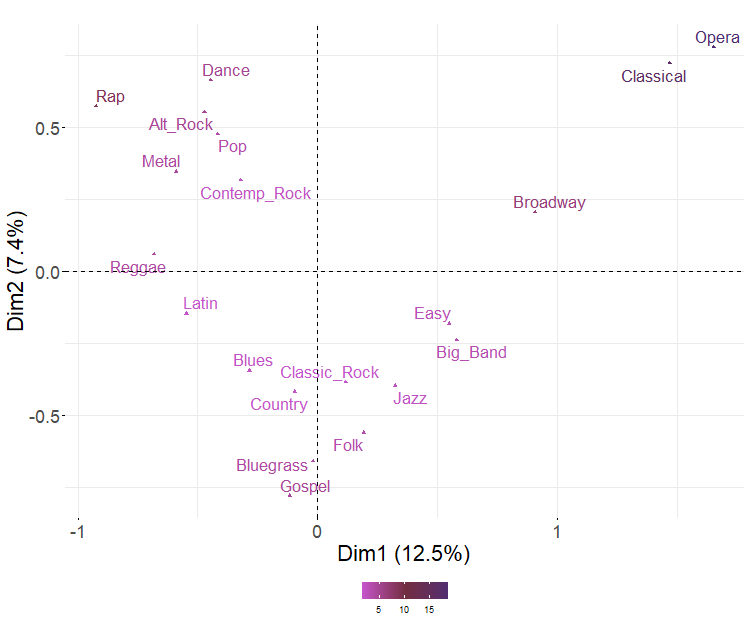 Opera
Classical
Dance
Rap
Alt_Rock
Pop
Metal
Contemp_Rock
Broadway
Reggae
Latin
Easy
Big_Band
Blues
Classic_Rock
Country
Jazz
Folk
Bluegrass
Gospel
0.5
0.0
-0.5
Dim2 (7.4%)
-1 0 1
Dim1 (12.5%)
5 10 15